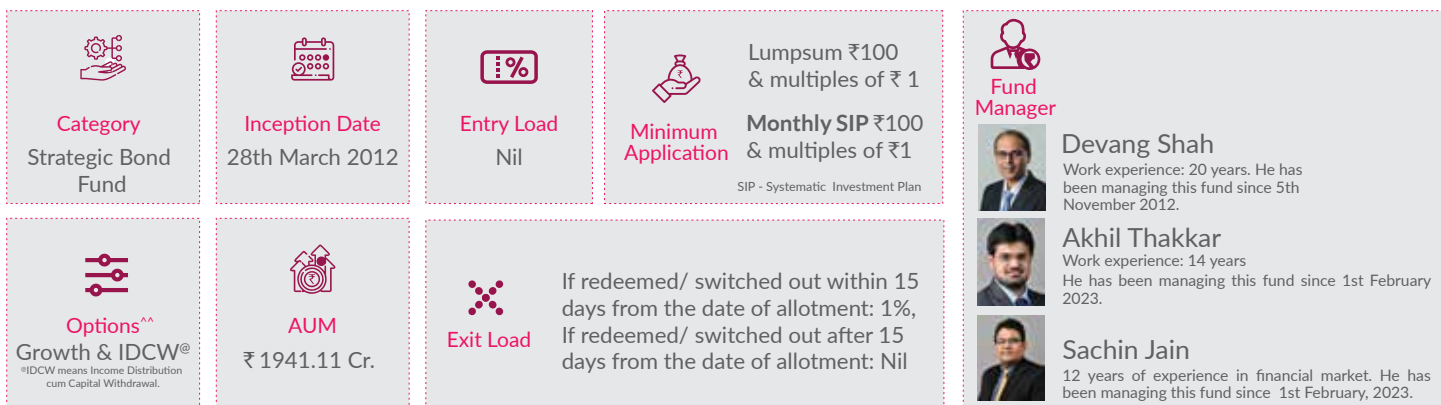 Category
Strategic Bond
Fund
Inception Date
28th March 2012
Entry Load
Nil
Minimum
Application
Lumpsum ₹100
& multiples of ₹ 1
Monthly SIP ₹100
& multiples of ₹1
SIP - Systematic Investment Plan
Options^^
Growth & IDCW@
@IDCW means Income Distribution
cum Capital Withdrawal.
AUM
₹ 1941.11 Cr.
Exit Load
If redeemed/ switched out within 15
days from the date of allotment: 1%,
If redeemed/ switched out after 15
days from the date of allotment: Nil
Fund
Manager
Devang Shah
Work experience: 20 years. He has
been managing this fund since 5th
November 2012.
Akhil Thakkar
Work experience: 14 years
He has been managing this fund since 1st February
2023.
Sachin Jain
12 years of experience in financial market. He has
been managing this fund since 1st February, 2023.